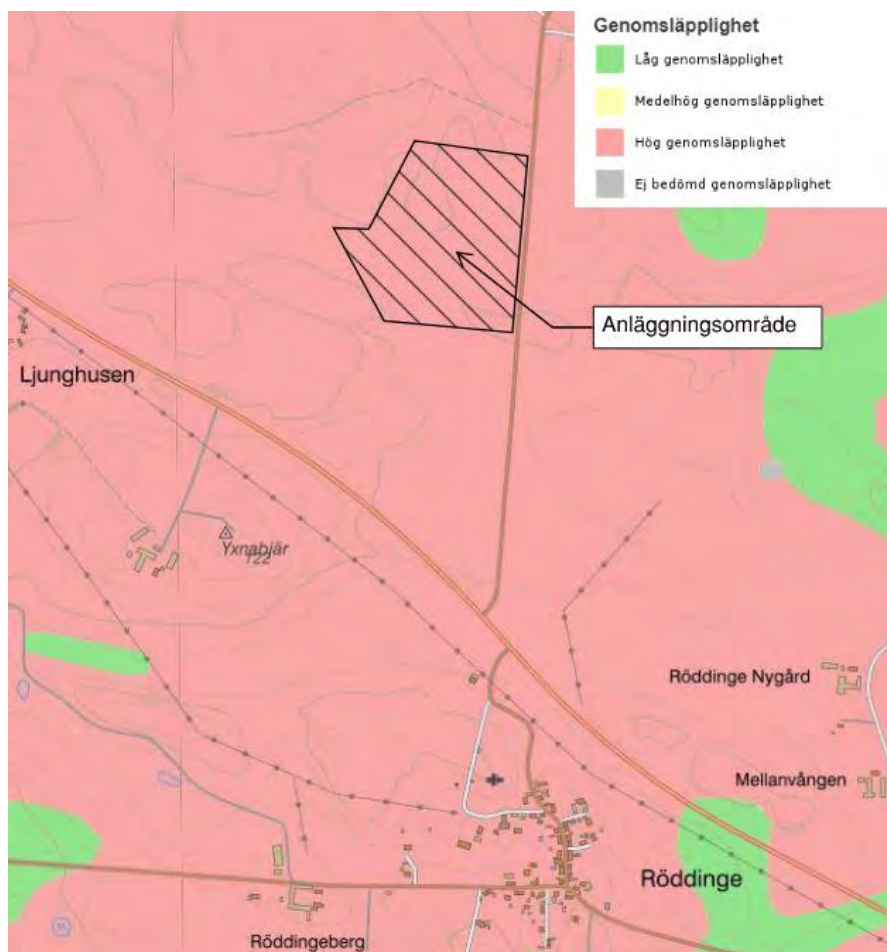 Genomsläpplighet
Låg genomsläpplighet
Medelhög genomsläpplighet
Hög genomsläpplighet
Ej bedömd genomsläpplighet
Anläggningsområde
Ljunghusen
Yxnabjär
122
Röddinge Nygård
Mellanvången
Röddinge
Röddingeberg